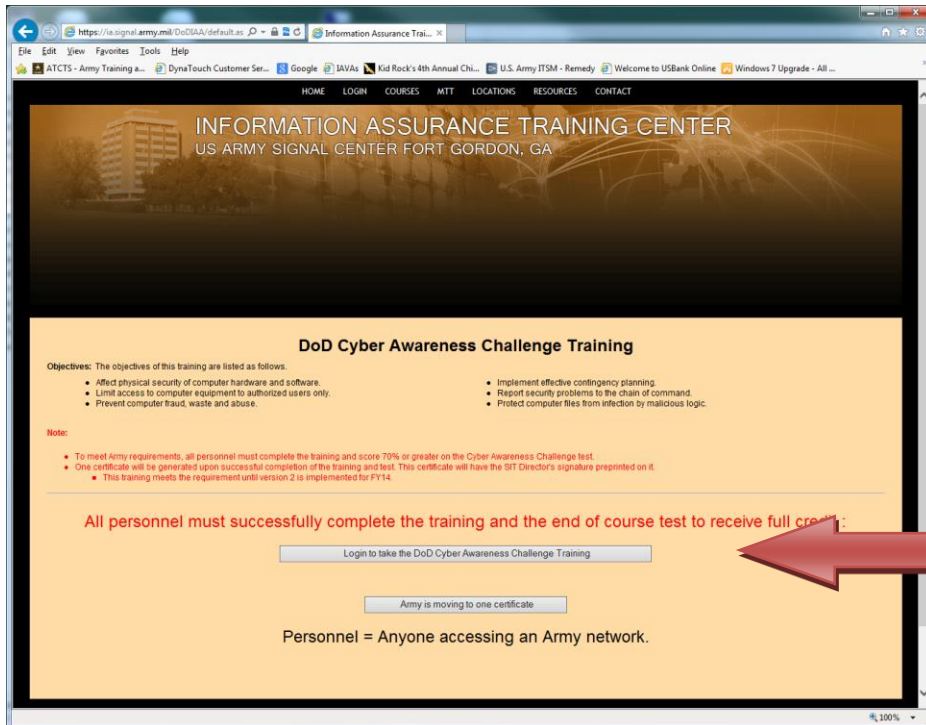 https://ia.signal.army.mil/DoDIAA/default.as
Information Assurance Trai...
File Edit View Favorites Tools Help
ATCTS - Army Training a... DynaTouch Customer Ser... Google IAVAs Kid Rock's 4th Annual Chi... U.S. Army ITSM - Remedy Welcome to USBank Online Windows 7 Upgrade - All ...
HOME LOGIN COURSES MTT LOCATIONS RESOURCES CONTACT
INFORMATION ASSURANCE TRAINING CENTER
US ARMY SIGNAL CENTER FORT GORDON, GA
DoD Cyber Awareness Challenge Training
Objectives: The objectives of this training are listed as follows.
Affect physical security of computer hardware and software.
Limit access to computer equipment to authorized users only.
Prevent computer fraud, waste and abuse.
Implement effective contingency planning.
Report security problems to the chain of command.
Protect computer files from infection by malicious logic.
Note:
To meet Army requirements, all personnel must complete the training and score 70% or greater on the Cyber Awareness Challenge test.
One certificate will be generated upon successful completion of the training and test. This certificate will have the SIT Director's signature preprinted on it.
This training meets the requirement until version 2 is implemented for FY14
All personnel must successfully complete the training and the end of course test to receive full credit :
Login to take the DoD Cyber Awareness Challenge Training
Army is moving to one certificate
Personnel = Anyone accessing an Army network.
100%